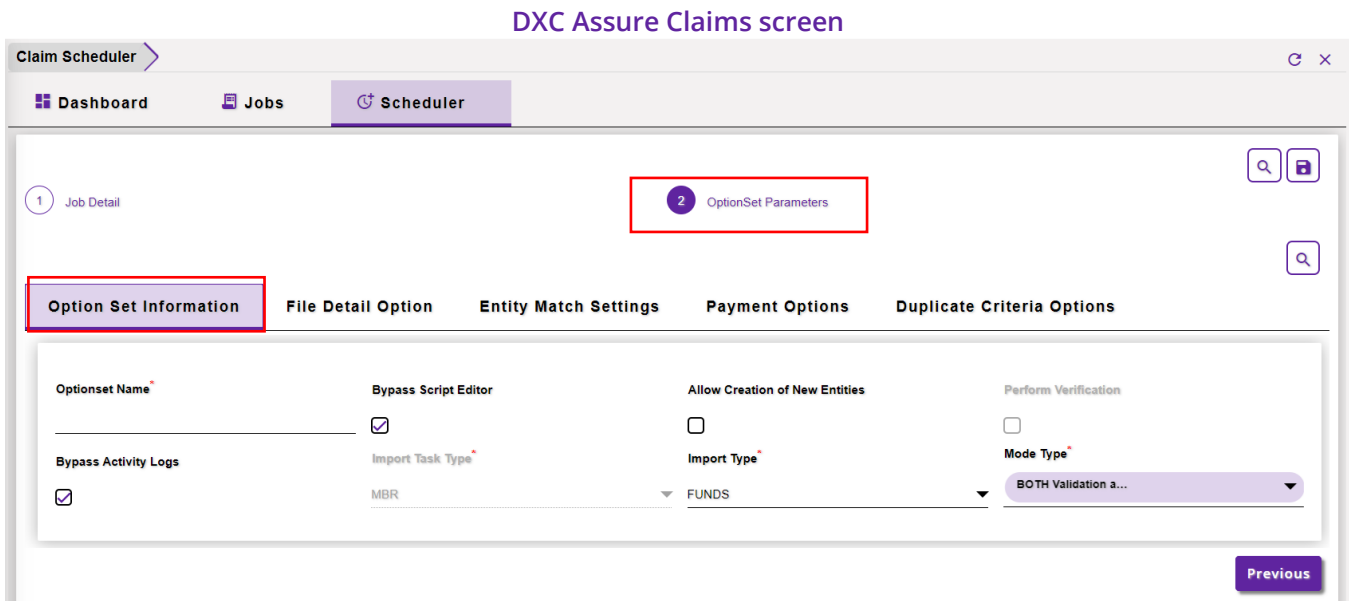 DXC Assure Claims screen
Claim Scheduler
Dashboard Jobs Scheduler
1 Job Detail 2 OptionSet Parameters
Option Set Information File Detail Option Entity Match Settings Payment Options Duplicate Criteria Options
Optionset Name* Bypass Script Editor Allow Creation of New Entities Perform Verification
Bypass Activity Logs Import Task Type* Import Type* Mode Type*
MBR FUNDS BOTH Validation a...
Previous